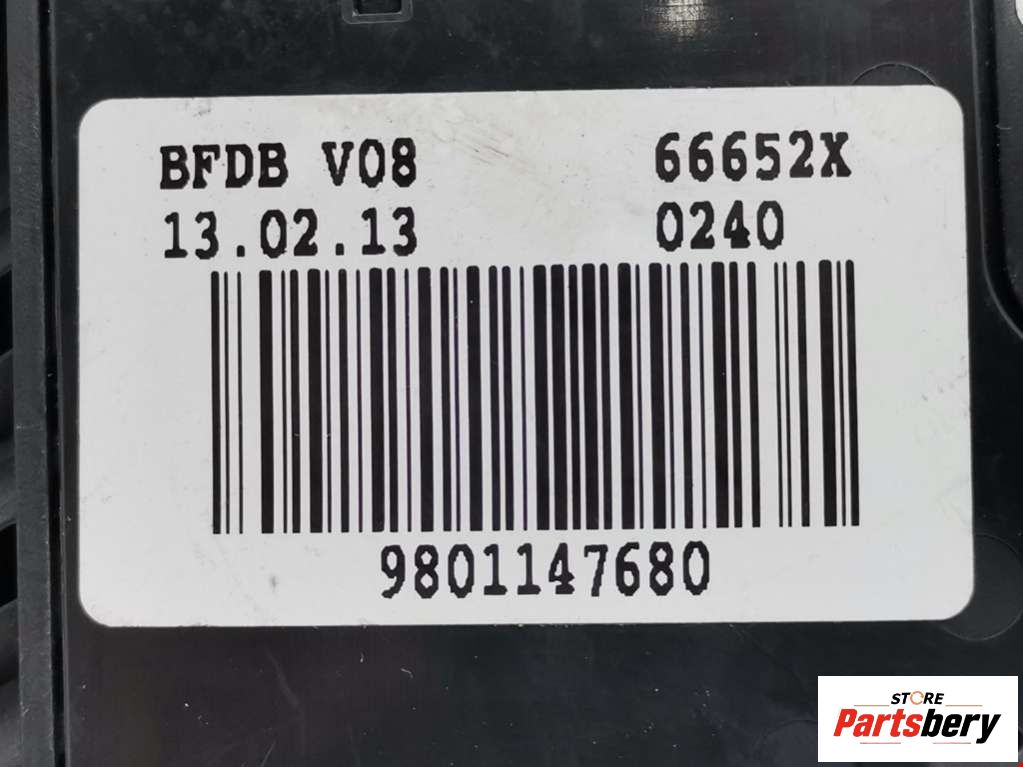 BFDB V08 66652X
13.02.13 0240
9801147680
STORE
Partsbery